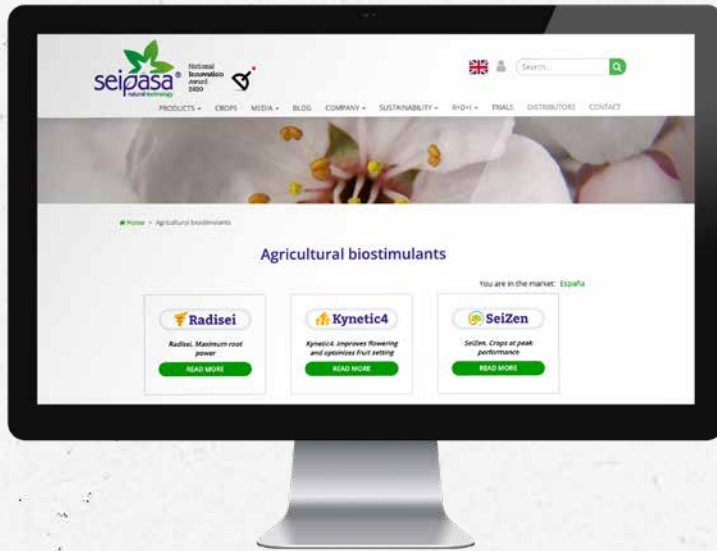 seipasa®
natural technology
National
Innovation
Award
2020
Search...
PRODUCTS CROPS MEDIA BLOG COMPANY SUSTAINABILITY R+D+I TRIALS DISTRIBUTORS CONTACT
Home > Agricultural biostimulants
Agricultural biostimulants
You are in the market: España
Radisei
Radisei. Maximum root
power
READ MORE
Kynetic4
Kynetic4. Improves flowering
and optimizes fruit setting
READ MORE
SeiZen
SeiZen. Crops at peak
performance
READ MORE